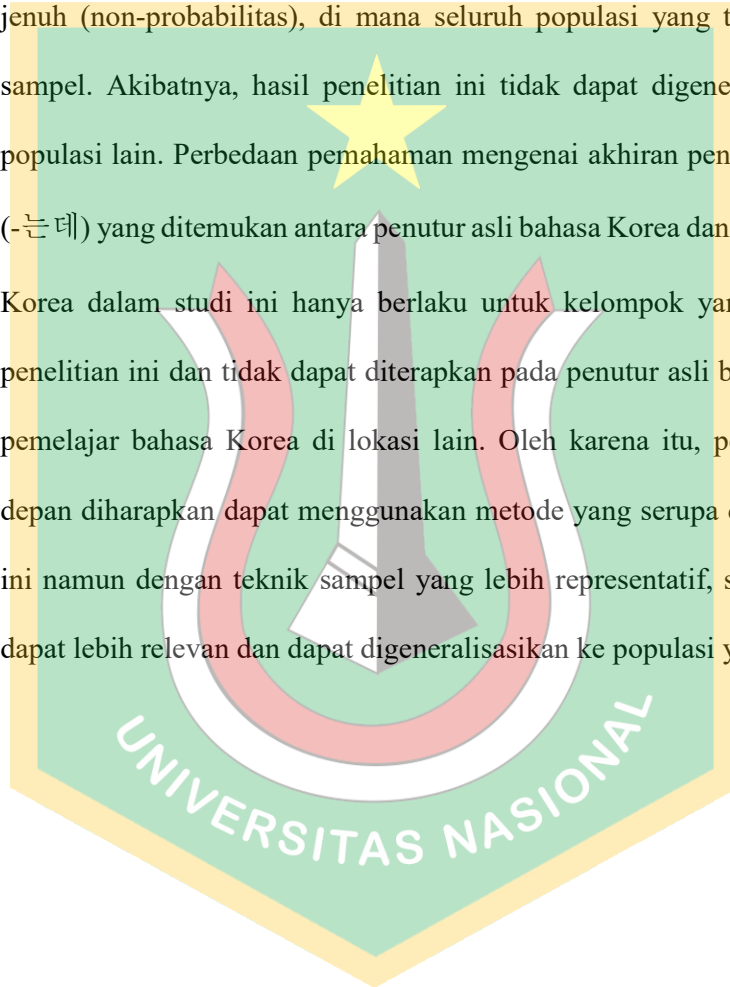 jenuh (non-probabilitas), di mana seluruh populasi yang
sampel. Akibatnya, hasil penelitian ini tidak dapat
populasi lain. Perbedaan pemahaman mengenai akhiran
(-는데) yang ditemukan antara penutur asli bahasa Korea dan
Korea dalam studi ini hanya berlaku untuk kelompok
penelitian ini dan tidak dapat diterapkan pada penutur asli
pemelajar bahasa Korea di lokasi lain. Oleh karena itu,
depan diharapkan dapat menggunakan metode yang serupa
ini namun dengan teknik sampel yang lebih representatif,
dapat lebih relevan dan dapat digeneralisasikan ke populasi
UNIVERSITAS NASIONAL